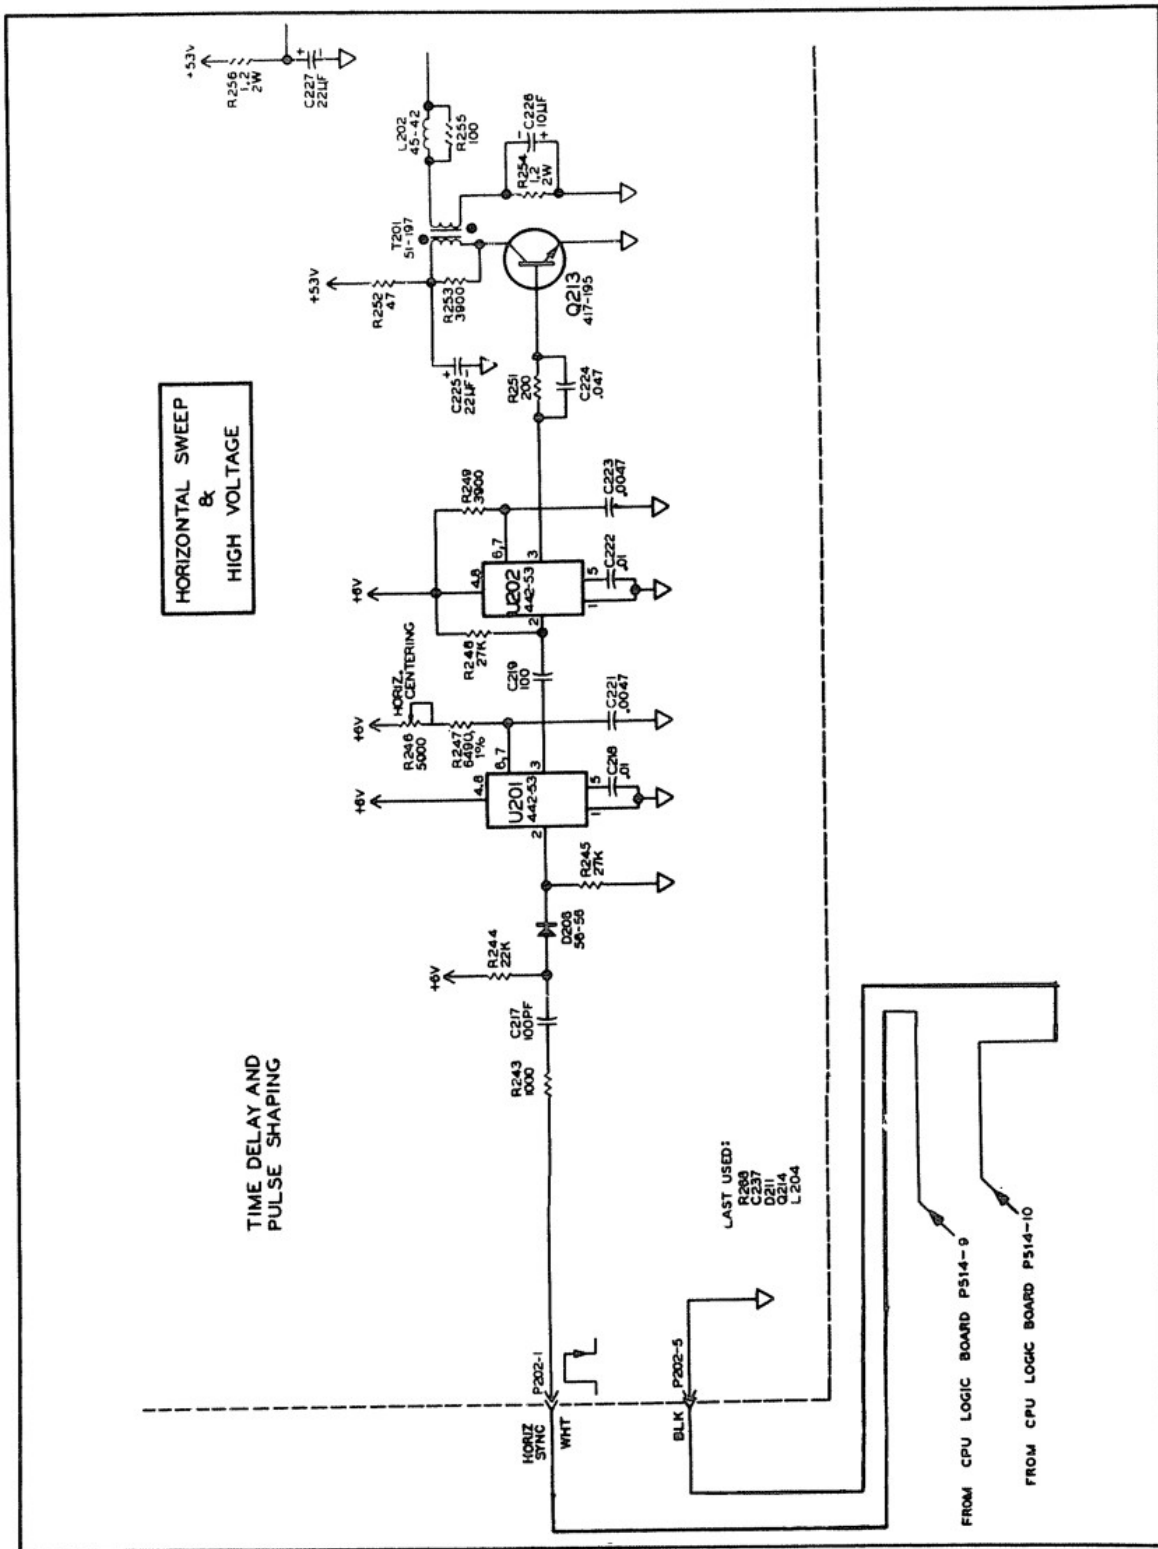 HORIZONTAL SWEEP
&
HIGH VOLTAGE
TIME DELAY AND
PULSE SHAPING
HORIZ
SYNC
WHT
P202-1
BLK
P202-5
R243
1000
C217
100PF
+6V
R244
22K
D208
56-56
R245
27K
+6V
4,8
U201
442-53
2
6,7
3
5
1
C218
.01
+6V
HORIZ.
CENTERING
R246
5000
R247
6490,
1%
C221
.0047
C219
100
+6V
R248
27K
4,8
U202
442-53
2
6,7
3
5
1
C222
.01
R249
3900
C223
.0047
R251
200
C224
.047
Q213
417-195
C225
22µF
+
-
+53V
R252
47
R253
3900
T201
51-197
L202
45-42
R255
100
R254
1.2
2W
C226
10µF
-
+
+53V
R256
1.2
2W
C227
22µF
+
-
LAST USED:
R268
C237
D211
Q214
L204
FROM CPU LOGIC BOARD P514-9
FROM CPU LOGIC BOARD P514-10